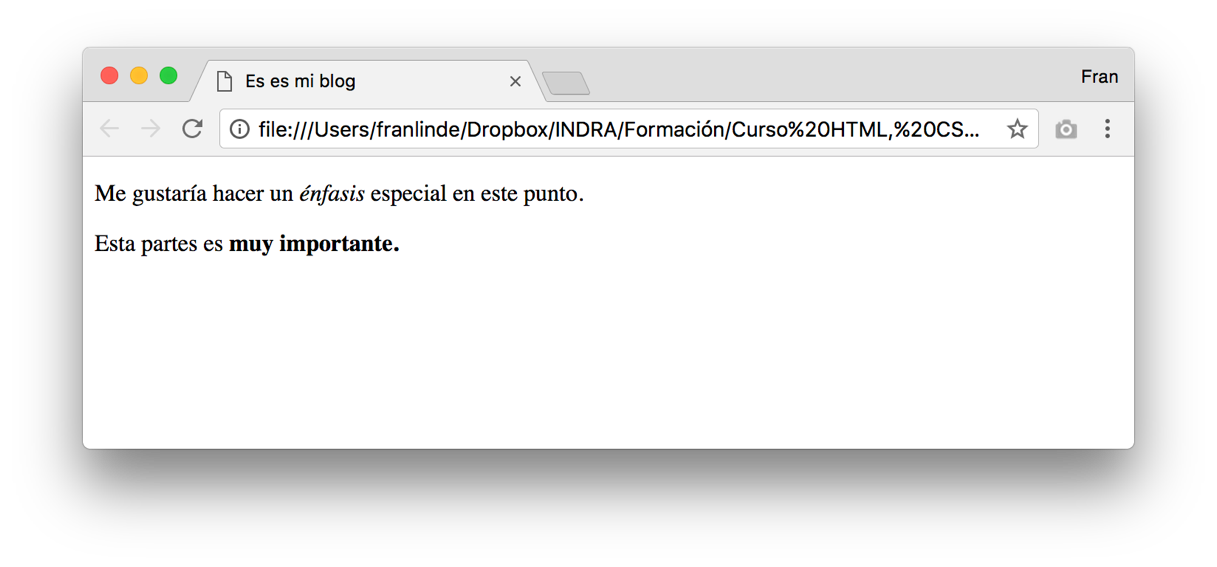 Es es mi blog
Fran
file:///Users/franlinde/Dropbox/INDRA/Formación/Curso%20HTML,%20CS...
Me gustaría hacer un énfasis especial en este punto.
Esta partes es muy importante.